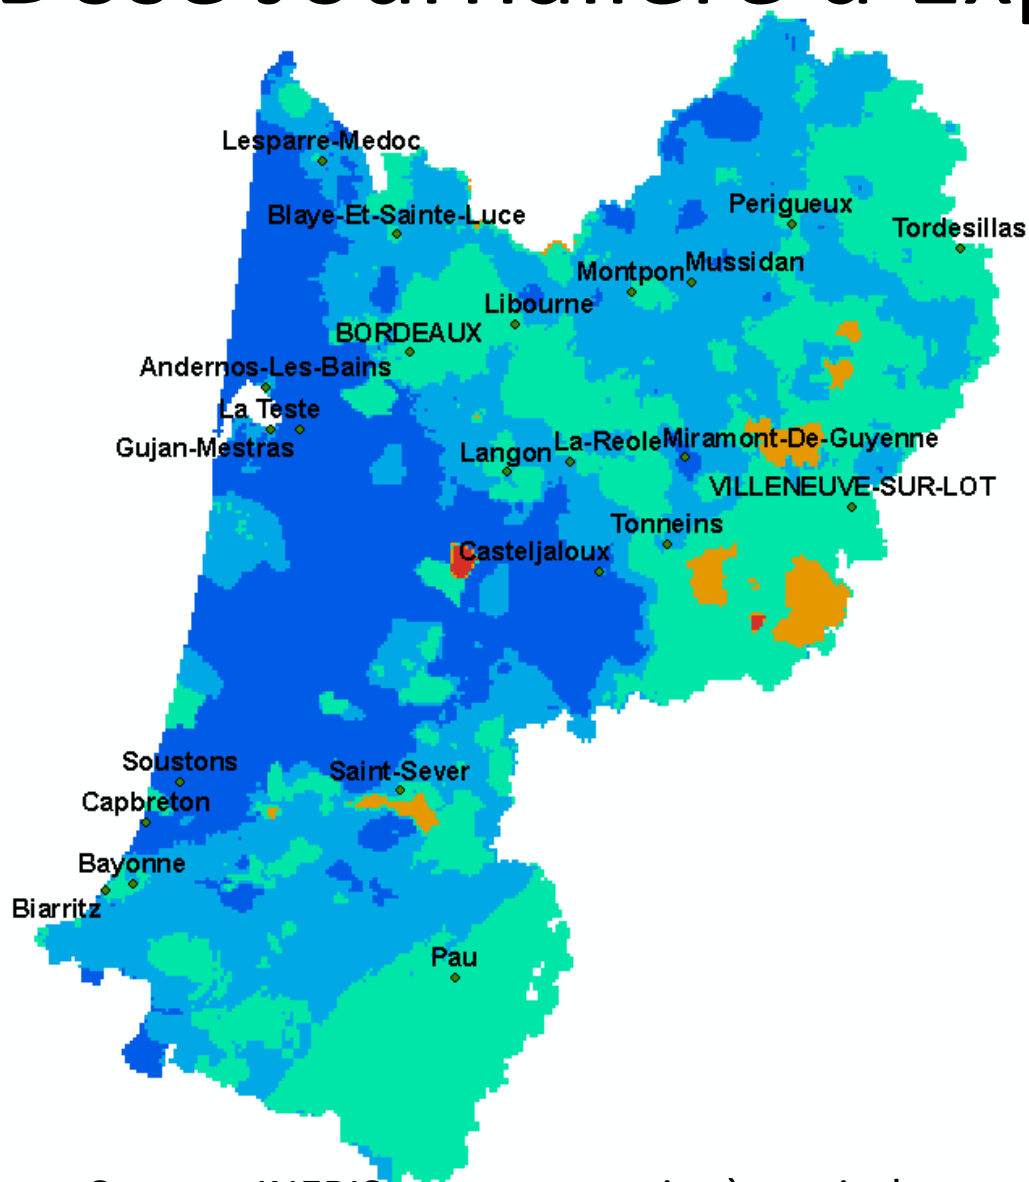 Lesparre-Medoc
Blaye-Et-Sainte-Luce
Perigueux
Tordesillas
Montpon
Mussidan
Libourne
BORDEAUX
Andernos-Les-Bains
La Teste
Gujan-Mestras
Langon
La-Reole
Miramont-De-Guyenne
VILLENEUVE-SUR-LOT
Tonneins
Casteljaloux
Soustons
Saint-Sever
Capbreton
Bayonne
Biarritz
Pau